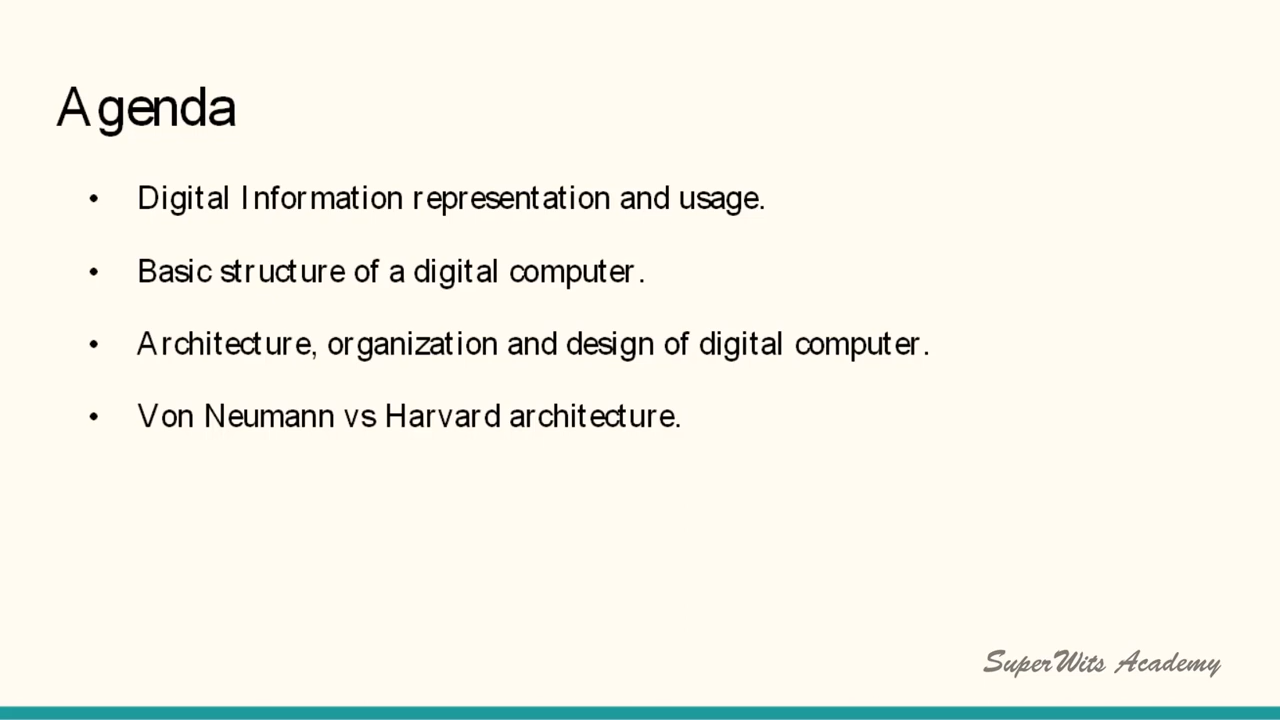 Agenda
• Digital Information representation and usage.
• Basic structure of a digital computer.
• Architecture, organization and design of digital computer.
• Von Neumann vs Harvard architecture.
SuperWits Academy